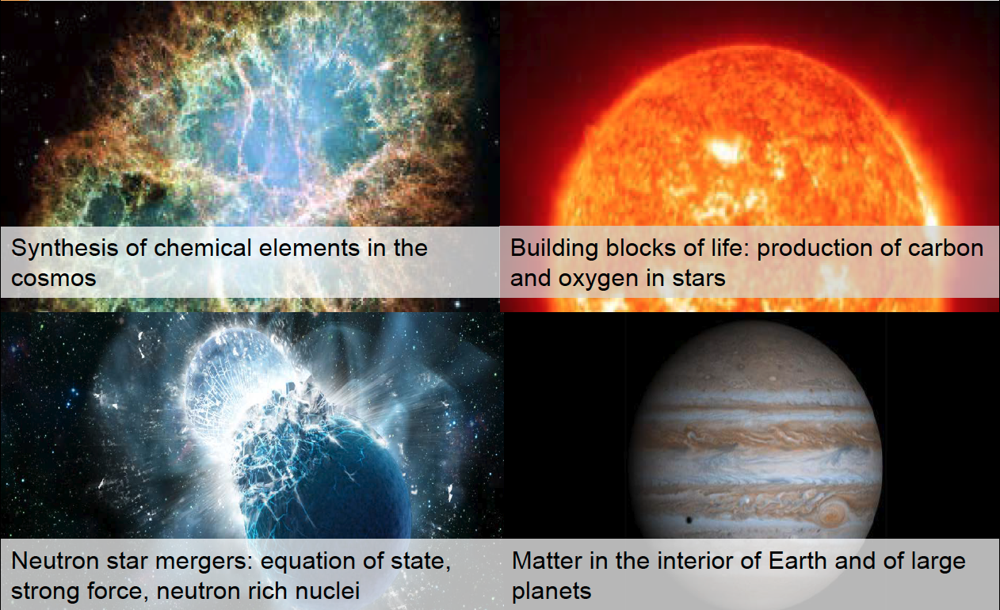 Synthesis of chemical elements in the
cosmos
Building blocks of life: production of carbon
and oxygen in stars
Neutron star mergers: equation of state,
strong force, neutron rich nuclei
Matter in the interior of Earth and of large
planets